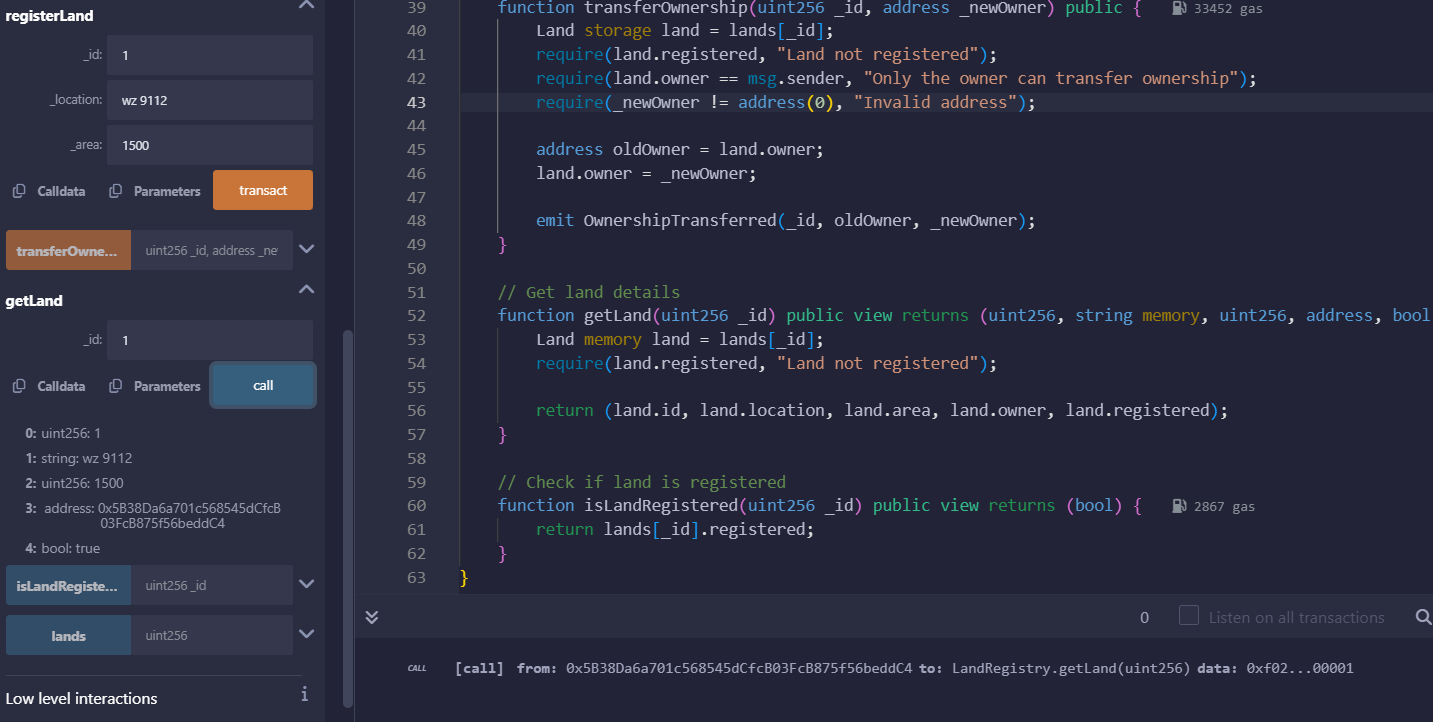 registerLand
_id: 1
_location: wz 9112
_area: 1500
Calldata Parameters transact
transferOwne... uint256 _id, address _ne
getLand
_id: 1
Calldata Parameters call
0: uint256: 1
1: string: wz 9112
2: uint256: 1500
3: address: 0x5B38Da6a701c568545dCfcB
03FcB875f56beddC4
4: bool: true
isLandRegiste... uint256 _id
lands uint256
Low level interactions i
39 function transferOwnership(uint256 _id, address _newOwner) public { 33452 gas
40 Land storage land = lands[_id];
41 require(land.registered, "Land not registered");
42 require(land.owner == msg.sender, "Only the owner can transfer ownership");
43 require(_newOwner != address(0), "Invalid address");
44
45 address oldOwner = land.owner;
46 land.owner = _newOwner;
47
48 emit OwnershipTransferred(_id, oldOwner, _newOwner);
49 }
50
51 // Get land details
52 function getLand(uint256 _id) public view returns (uint256, string memory, uint256, address, bool
53 Land memory land = lands[_id];
54 require(land.registered, "Land not registered");
55
56 return (land.id, land.location, land.area, land.owner, land.registered);
57 }
58
59 // Check if land is registered
60 function isLandRegistered(uint256 _id) public view returns (bool) { 2867 gas
61 return lands[_id].registered;
62 }
63 }
0 Listen on all transactions
CALL [call] from: 0x5B38Da6a701c568545dCfcB03FcB875f56beddC4 to: LandRegistry.getLand(uint256) data: 0xf02...00001